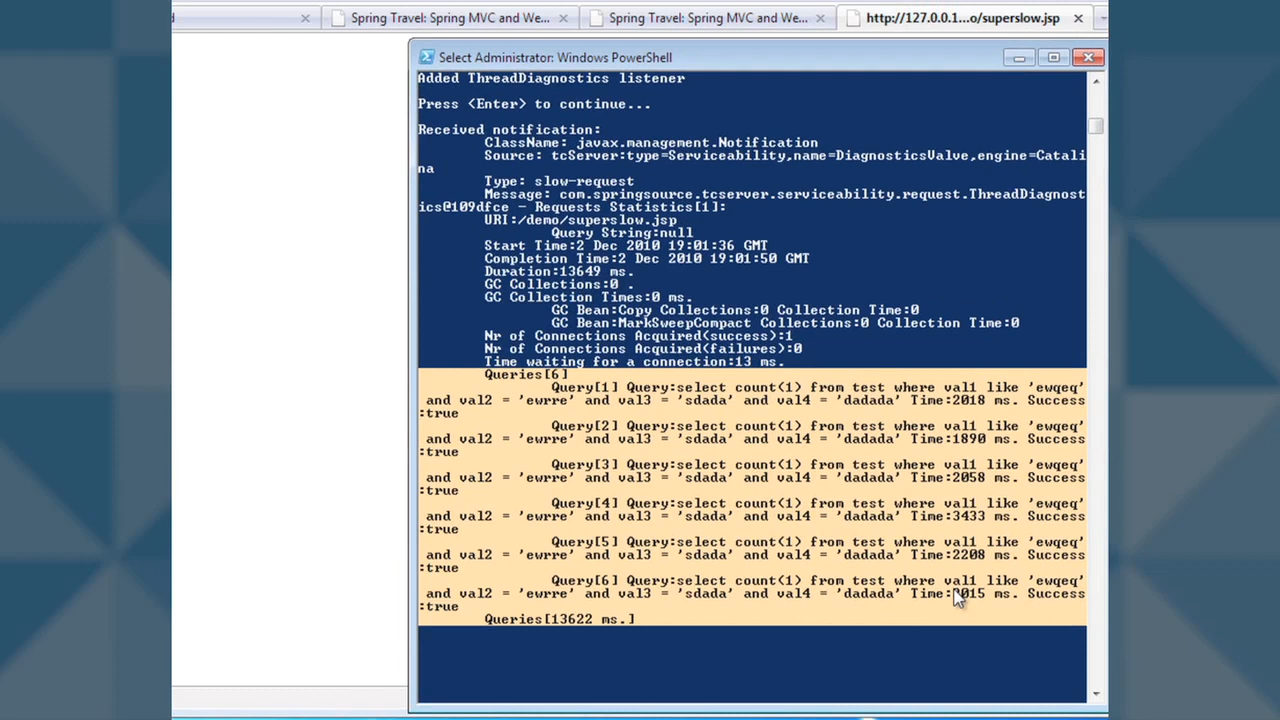 Spring Travel: Spring MVC and We...
Spring Travel: Spring MVC and We...
http://127.0.0.1...o/superslow.jsp
Select Administrator: Windows PowerShell
Added ThreadDiagnostics listener
Press <Enter> to continue...
Received notification:
ClassName: javax.management.Notification
Source: tcServer:type=Serviceability,name=DiagnosticsValve,engine=Catali
na
Type: slow-request
Message: com.springsource.tcserver.serviceability.request.ThreadDiagnost
ics@109dfce - Requests Statistics[1]:
URI:/demo/superslow.jsp
Query String:null
Start Time:2 Dec 2010 19:01:36 GMT
Completion Time:2 Dec 2010 19:01:50 GMT
Duration:13649 ms.
GC Collections:0 .
GC Collection Times:0 ms.
GC Bean:Copy Collections:0 Collection Time:0
GC Bean:MarkSweepCompact Collections:0 Collection Time:0
Nr of Connections Acquired(success):1
Nr of Connections Acquired(failures):0
Time waiting for a connection:13 ms.
Queries[6]
Query[1] Query:select count(1) from test where val1 like 'ewqeq'
and val2 = 'ewrre' and val3 = 'sdada' and val4 = 'dadada' Time:2018 ms. Success
:true
Query[2] Query:select count(1) from test where val1 like 'ewqeq'
and val2 = 'ewrre' and val3 = 'sdada' and val4 = 'dadada' Time:1890 ms. Success
:true
Query[3] Query:select count(1) from test where val1 like 'ewqeq'
and val2 = 'ewrre' and val3 = 'sdada' and val4 = 'dadada' Time:2058 ms. Success
:true
Query[4] Query:select count(1) from test where val1 like 'ewqeq'
and val2 = 'ewrre' and val3 = 'sdada' and val4 = 'dadada' Time:3433 ms. Success
:true
Query[5] Query:select count(1) from test where val1 like 'ewqeq'
and val2 = 'ewrre' and val3 = 'sdada' and val4 = 'dadada' Time:2208 ms. Success
:true
Query[6] Query:select count(1) from test where val1 like 'ewqeq'
and val2 = 'ewrre' and val3 = 'sdada' and val4 = 'dadada' ms. Success
:true
Queries[13622 ms.]